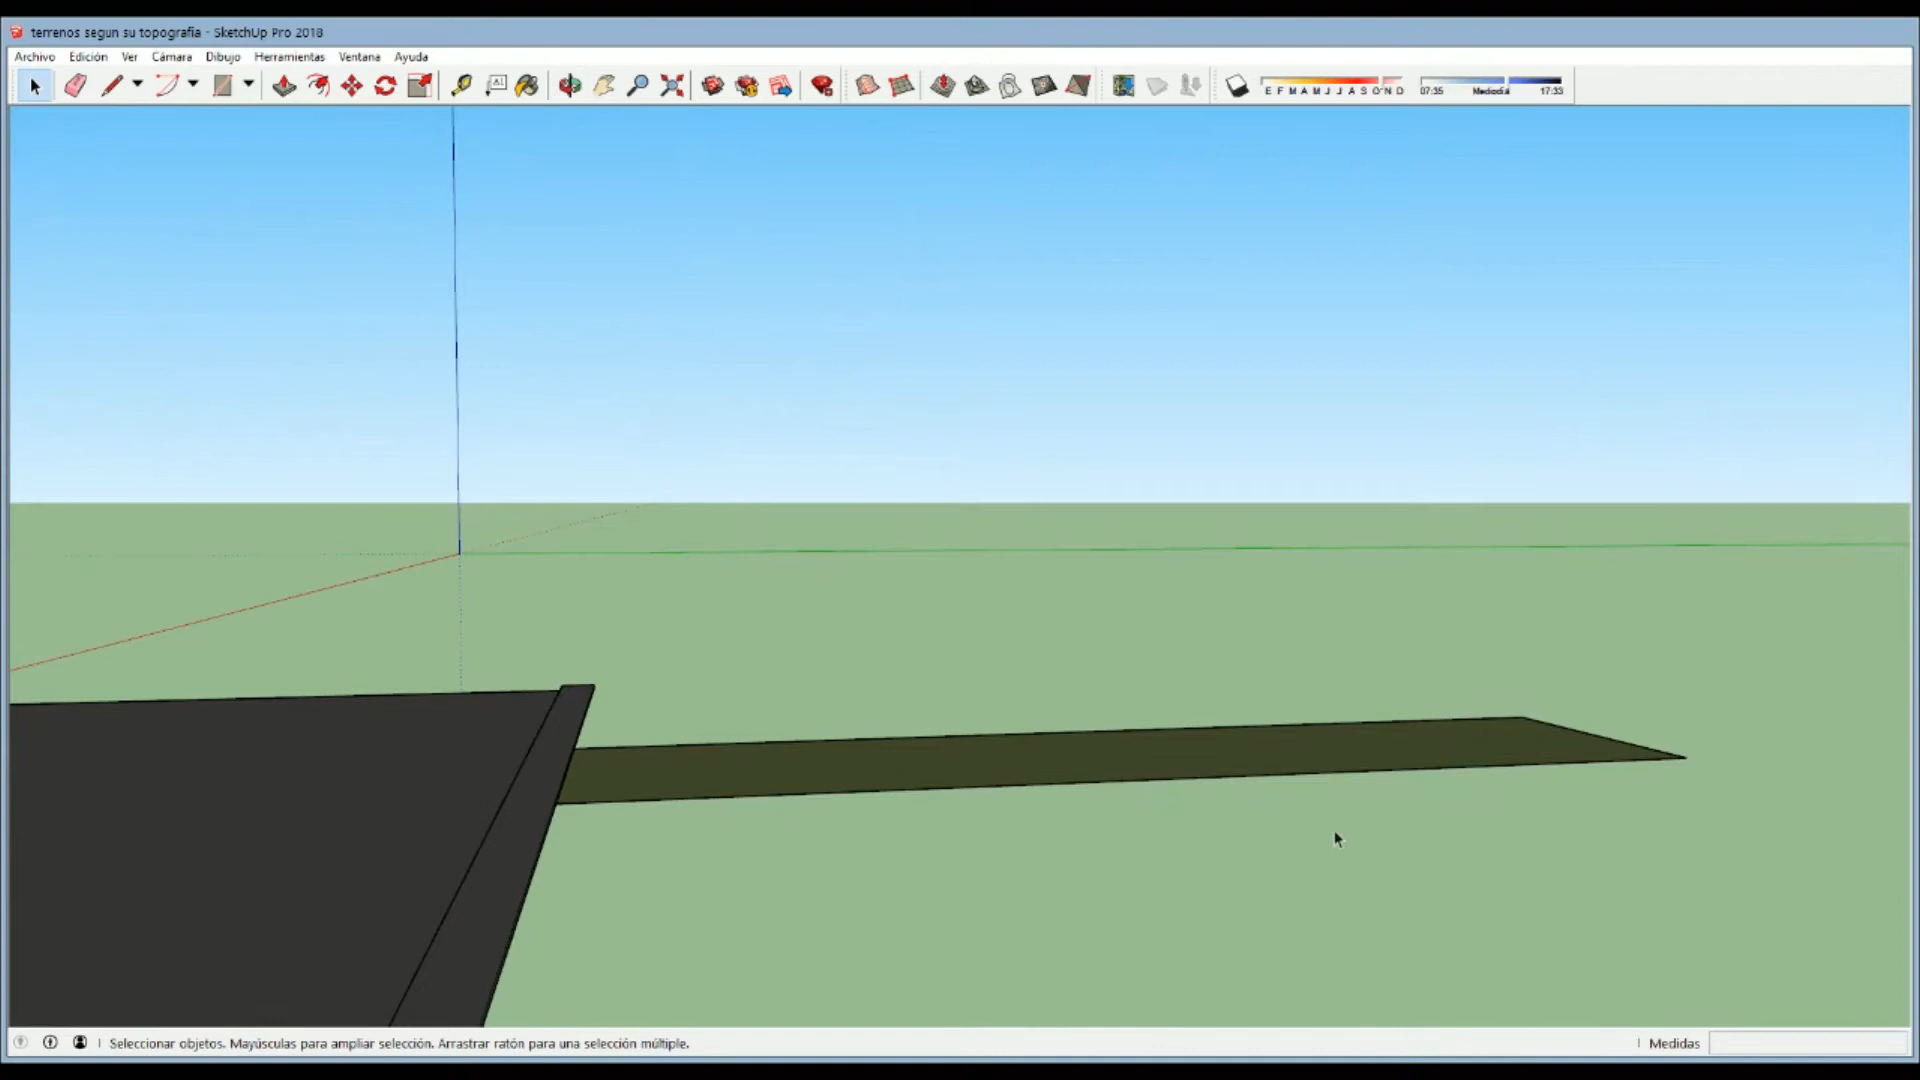 terrenos segun su topografia - SketchUp Pro 2018
Archivo Edición Ver Cámara Dibujo Herramientas Ventana Ayuda
E F M A M J J A S O N D 07:35 Mediodía 17:33
Seleccionar objetos. Mayúsculas para ampliar selección. Arrastrar ratón para una selección múltiple.
Medidas